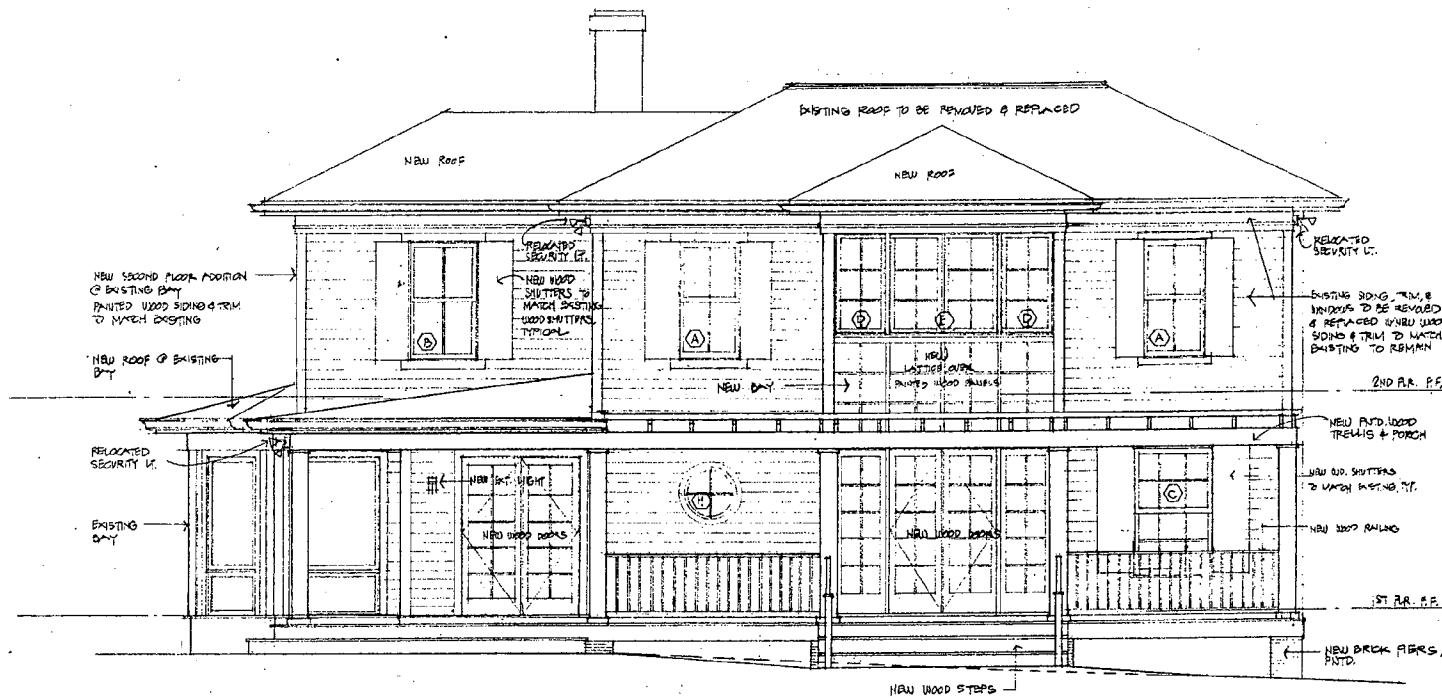 EXISTING ROOF TO BE REMOVED & REPLACED
NEW ROOF
NEW ROOF
RELOCATED
SECURITY LT.
NEW WOOD
SHUTTERS TO
MATCH EXISTING
WOOD SHUTTERS,
TYPICAL
RELOCATED
SECURITY LT.
NEW SECOND FLOOR ADDITION
@ EXISTING BAY
PAINTED WOOD SIDING & TRIM
TO MATCH EXISTING
EXISTING SIDING, TRIM, &
WINDOWS TO BE REMOVED
& REPLACED W/NEW WOOD
SIDING & TRIM TO MATCH
EXISTING TO REMAIN
B
A
D
E
D
A
NEW ROOF @ EXISTING
BAY
NEW BAY
NEW
LATTICE OVER
PAINTED WOOD PANELS
2ND FLR. F.F.
NEW PNTD. WOOD
TRELLIS & PORCH
RELOCATED
SECURITY LT.
NEW EXT. LIGHT
H
C
NEW WD. SHUTTERS
TO MATCH EXISTING, TYP.
EXISTING
BAY
NEW WOOD DOORS
NEW WOOD DOORS
NEW WOOD RAILING
1ST FLR. F.F.
NEW BRICK PIERS,
PNTD.
NEW WOOD STEPS